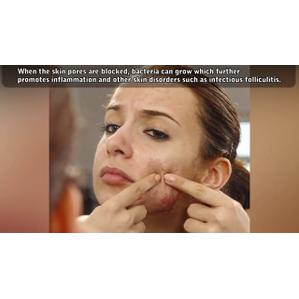 When the skin pores are blocked, bacteria can grow which further
promotes inflammation and other skin disorders such as infectious folliculitis.